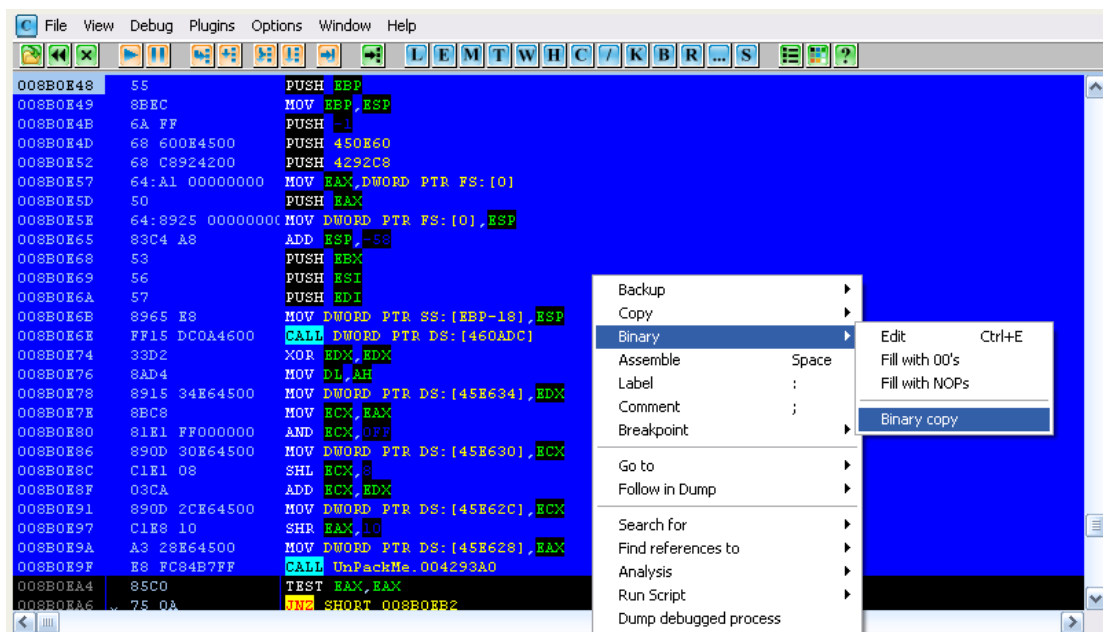 C File View Debug Plugins Options Window Help
L E M T W H C / K B R ... S ?
008B0E48 55 PUSH EBP
008B0E49 8BEC MOV EBP,ESP
008B0E4B 6A FF PUSH -1
008B0E4D 68 600E4500 PUSH 450E60
008B0E52 68 C8924200 PUSH 4292C8
008B0E57 64:A1 00000000 MOV EAX,DWORD PTR FS:[0]
008B0E5D 50 PUSH EAX
008B0E5E 64:8925 00000000 MOV DWORD PTR FS:[0],ESP
008B0E65 83C4 A8 ADD ESP,-58
008B0E68 53 PUSH EBX
008B0E69 56 PUSH ESI
008B0E6A 57 PUSH EDI
008B0E6B 8965 E8 MOV DWORD PTR SS:[EBP-18],ESP
008B0E6E FF15 DC0A4600 CALL DWORD PTR DS:[460ADC]
008B0E74 33D2 XOR EDX,EDX
008B0E76 8AD4 MOV DL,AH
008B0E78 8915 34E64500 MOV DWORD PTR DS:[45E634],EDX
008B0E7E 8BC8 MOV ECX,EAX
008B0E80 81E1 FF000000 AND ECX,0FF
008B0E86 890D 30E64500 MOV DWORD PTR DS:[45E630],ECX
008B0E8C C1E1 08 SHL ECX,8
008B0E8F 03CA ADD ECX,EDX
008B0E91 890D 2CE64500 MOV DWORD PTR DS:[45E62C],ECX
008B0E97 C1E8 10 SHR EAX,10
008B0E9A A3 28E64500 MOV DWORD PTR DS:[45E628],EAX
008B0E9F E8 FC84B7FF CALL UnPackMe.004293A0
008B0EA4 85C0 TEST EAX,EAX
008B0EA6 75 0A JNZ SHORT 008B0EB2
Backup
Copy
Binary
Assemble Space
Label :
Comment ;
Breakpoint
Go to
Follow in Dump
Search for
Find references to
Analysis
Run Script
Dump debugged process
Edit Ctrl+E
Fill with 00's
Fill with NOPs
Binary copy